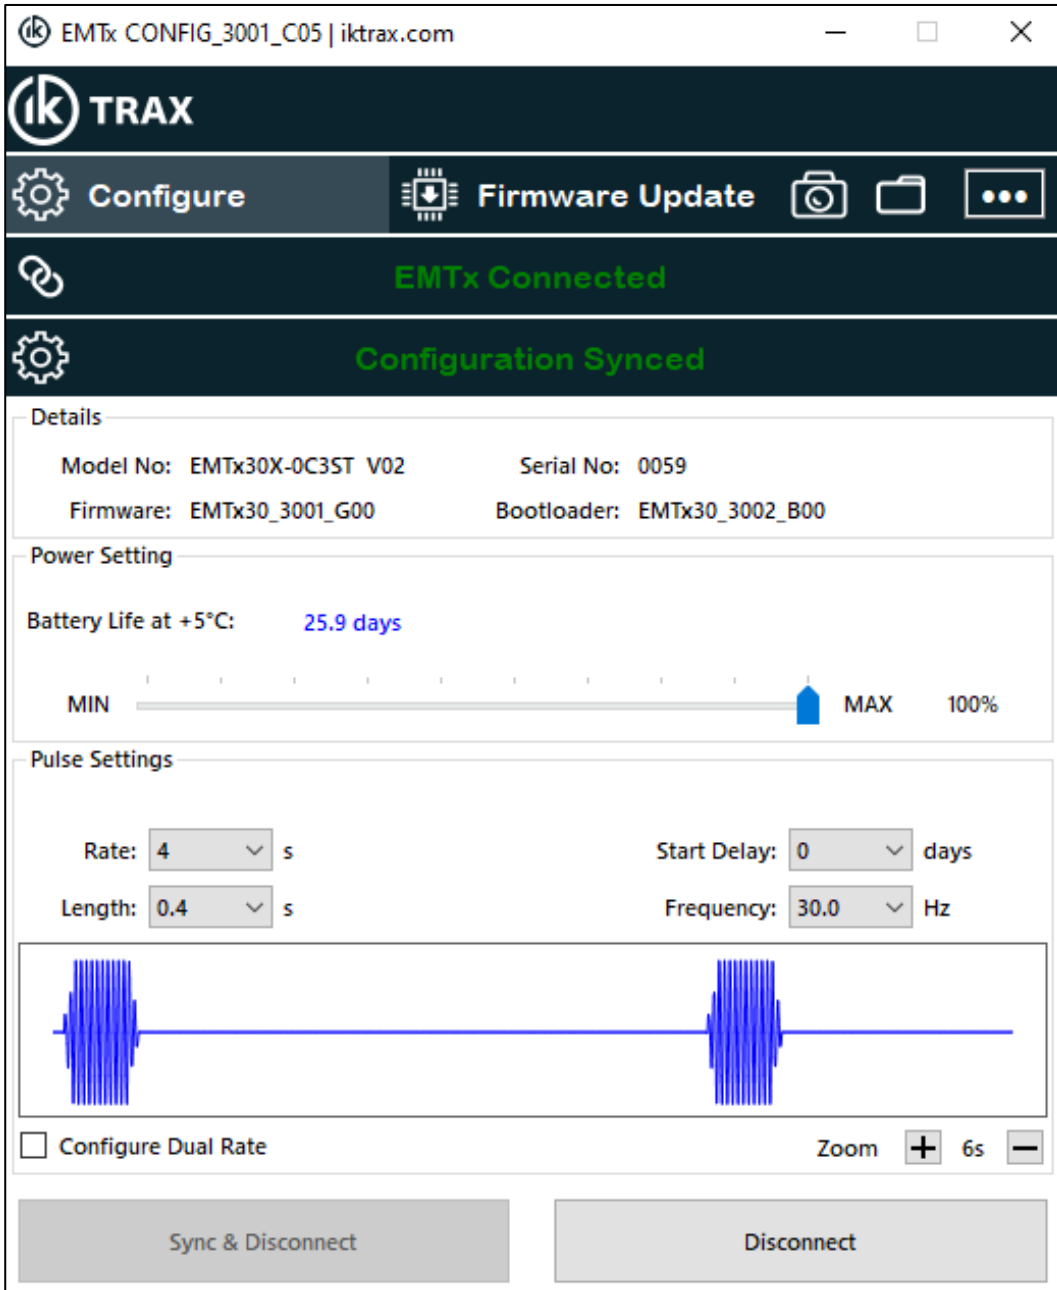 EMTx CONFIG_3001_C05 | iktrax.com
ik TRAX
Configure Firmware Update
EMTx Connected
Configuration Synced
Details
Model No: EMTx30X-0C3ST V02 Serial No: 0059
Firmware: EMTx30_3001_G00 Bootloader: EMTx30_3002_B00
Power Setting
Battery Life at +5°C: 25.9 days
MIN MAX 100%
Pulse Settings
Rate: 4 s Start Delay: 0 days
Length: 0.4 s Frequency: 30.0 Hz
Configure Dual Rate Zoom + 6s −
Sync & Disconnect Disconnect